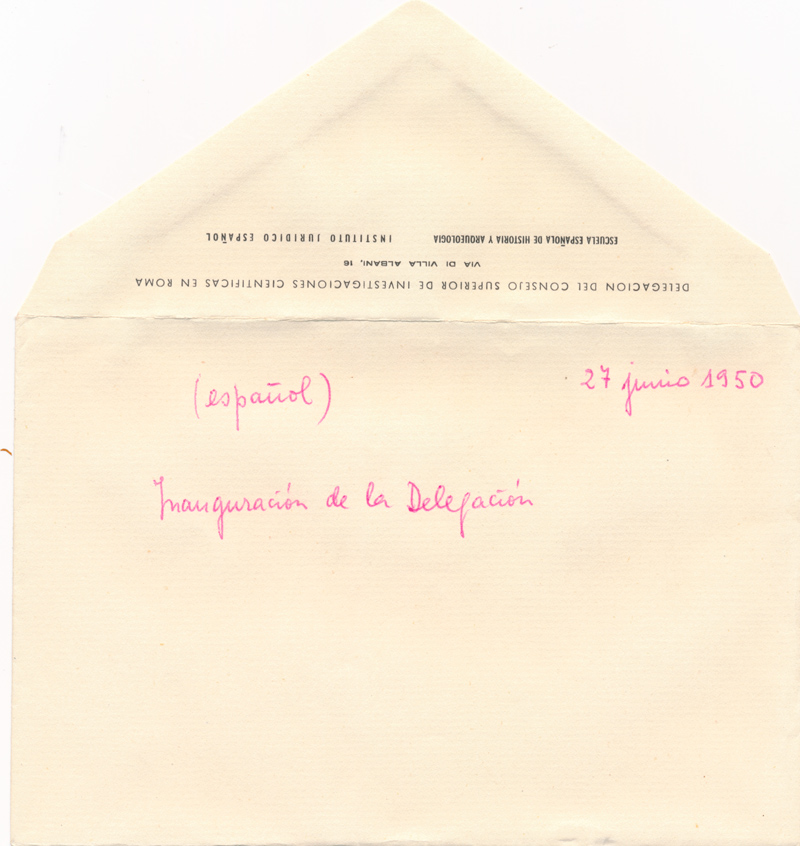 DELEGACION DEL CONSEJO SUPERIOR DE INVESTIGACIONES CIENTIFICAS EN ROMA
VIA DI VILLA ALBANI, 16
ESCUELA ESPAÑOLA DE HISTORIA Y ARQUEOLOGIA INSTITUTO JURIDICO ESPAÑOL
(español) 27 junio 1950
Inauguración de la Delegación